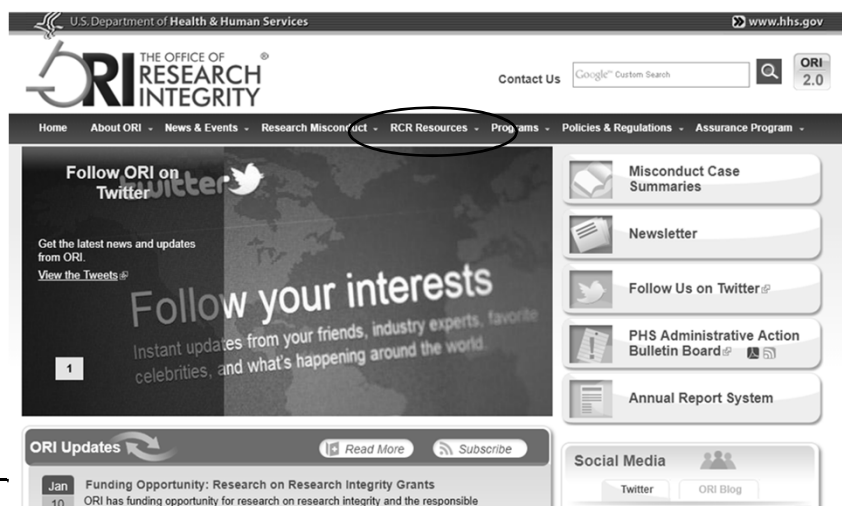 U.S. Department of Health & Human Services
www.hhs.gov
THE OFFICE OF
RESEARCH
INTEGRITY
ORI
®
Contact Us
Google™ Custom Search
ORI
2.0
Home About ORI News & Events Research Misconduct RCR Resources Programs Policies & Regulations Assurance Program
Follow ORI on
Twitter
twitter
Get the latest news and updates
from ORI.
View the Tweets
Follow your interests
Instant updates from your friends, industry experts, favorite
celebrities, and what's happening around the world.
1
Misconduct Case
Summaries
Newsletter
Follow Us on Twitter
PHS Administrative Action
Bulletin Board
Annual Report System
ORI Updates
Read More
Subscribe
Jan
10
Funding Opportunity: Research on Research Integrity Grants
ORI has funding opportunity for research on research integrity and the responsible
Social Media
Twitter
ORI Blog